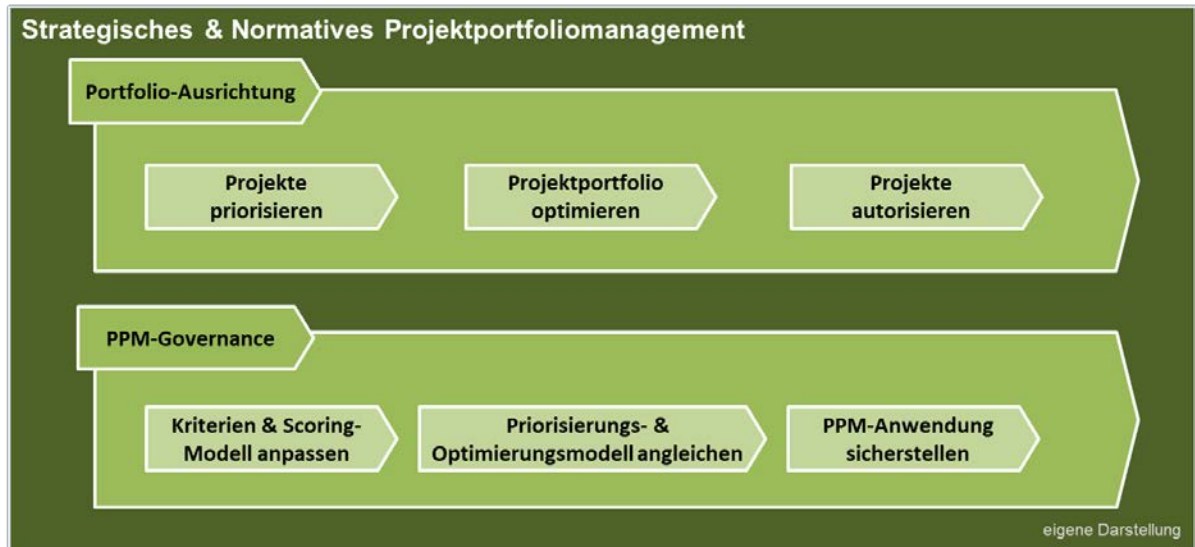 Strategisches & Normatives Projektportfoliomanagement
Portfolio-Ausrichtung
Projekte
priorisieren
Projektportfolio
optimieren
Projekte
autorisieren
PPM-Governance
Kriterien & Scoring-
Modell anpassen
Priorisierungs- &
Optimierungsmodell angleichen
PPM-Anwendung
sicherstellen
eigene Darstellung